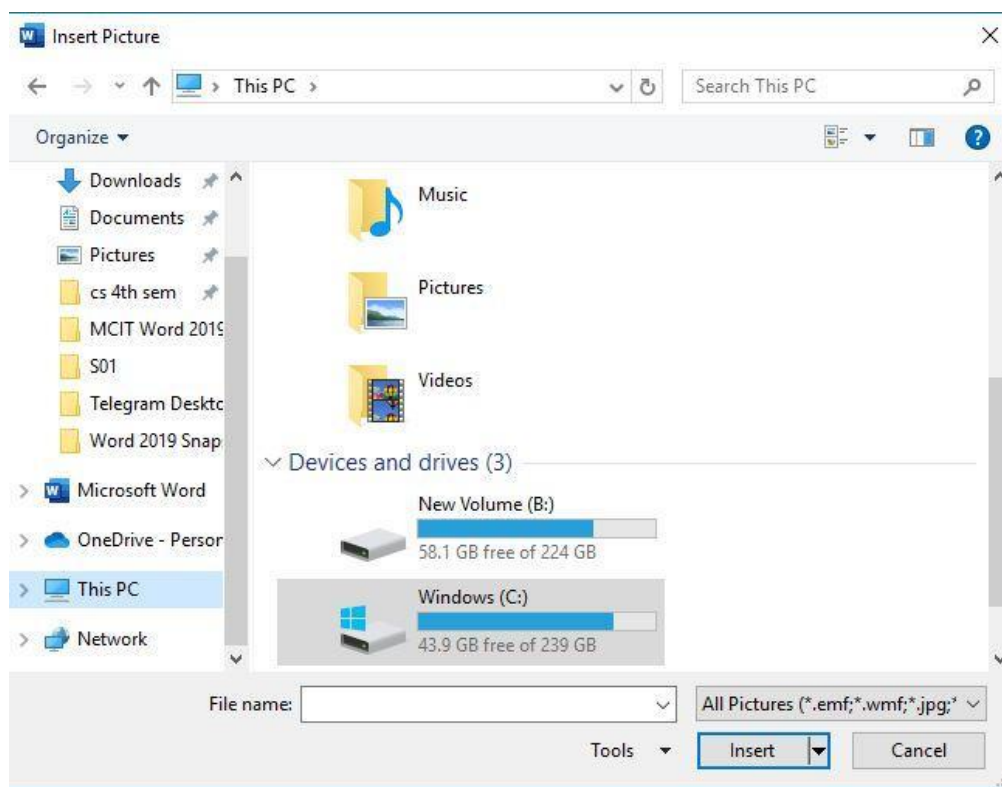 Insert Picture
This PC
Search This PC
Organize
Downloads
Documents
Pictures
cs 4th sem
MCIT Word 2019
S01
Telegram Deskto
Word 2019 Snap
Microsoft Word
OneDrive - Person
This PC
Network
Music
Pictures
Videos
Devices and drives (3)
New Volume (B:)
58.1 GB free of 224 GB
Windows (C:)
43.9 GB free of 239 GB
File name:
All Pictures (*.emf;*.wmf;*.jpg;*
Tools
Insert
Cancel